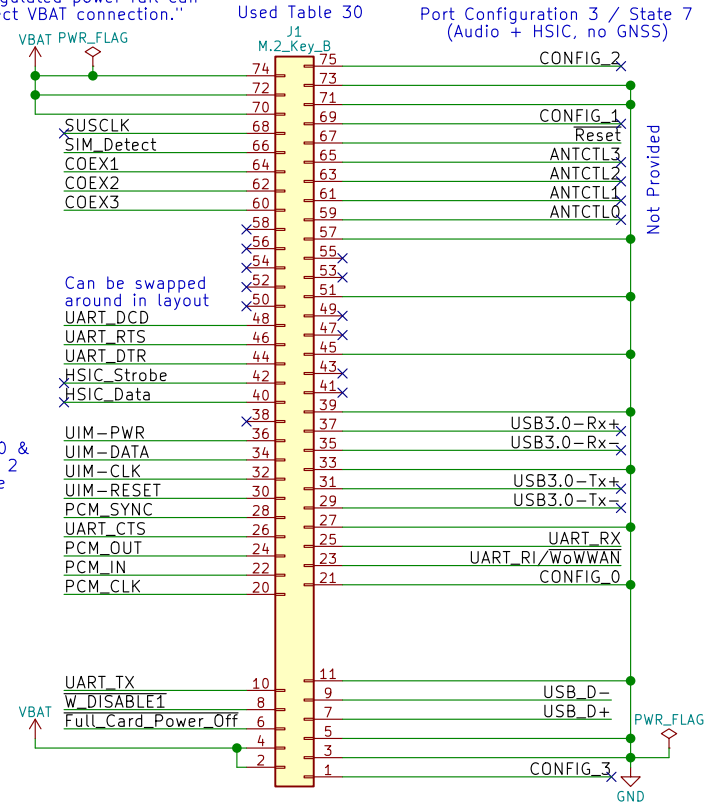 gulated power rail can
ect VBAT connection."
Used Table 30
Port Configuration 3 / State 7
(Audio + HSIC, no GNSS)
J1
M.2_Key_B
VBAT
PWR_FLAG
75 CONFIG_2
74
73
72
71
70
69 CONFIG_1
SUSCLK 68
67 Reset
SIM_Detect 66
65 ANTCTL3
COEX1 64
63 ANTCTL2
COEX2 62
61 ANTCTL1
COEX3 60
59 ANTCTL0
Not Provided
58
57
56
55
54
53
52
51
50
Can be swapped
around in layout
49
UART_DCD 48
47
UART_RTS 46
45
UART_DTR 44
43
HSIC_Strobe 42
41
HSIC_Data 40
39
38
37 USB3.0-Rx+
UIM-PWR 36
35 USB3.0-Rx-
0 &
2
e
UIM-DATA 34
33
UIM-CLK 32
31 USB3.0-Tx+
UIM-RESET 30
29 USB3.0-Tx-
PCM_SYNC 28
27
UART_CTS 26
25 UART_RX
PCM_OUT 24
23 UART_RI/WoWWAN
PCM_IN 22
21 CONFIG_0
PCM_CLK 20
11
UART_TX 10
9 USB_D-
W_DISABLE1 8
7 USB_D+
Full_Card_Power_Off 6
5
VBAT
4
3
PWR_FLAG
2
1 CONFIG_3
GND